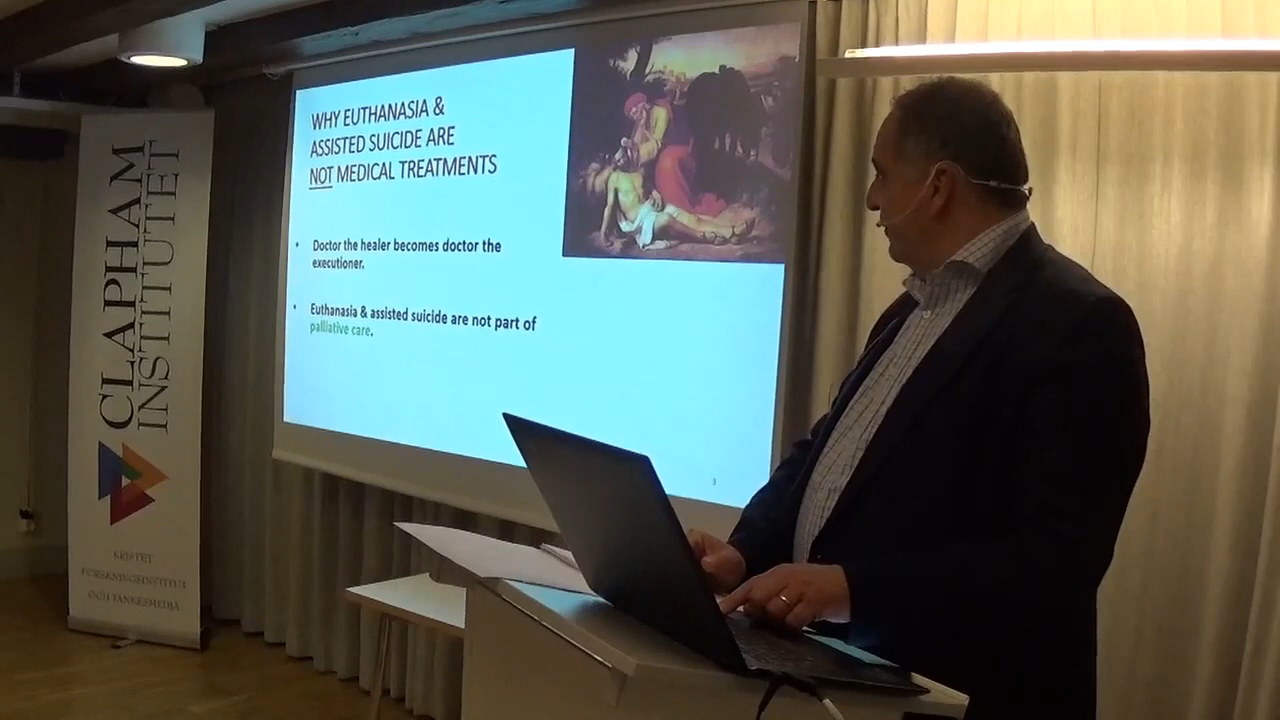 CLAPHAM
INSTITUTET
KRISTET
FORSKNINGSINSTITUT
OCH TANKESMEDJA
WHY EUTHANASIA &
ASSISTED SUICIDE ARE
NOT MEDICAL TREATMENTS
• Doctor the healer becomes doctor the
executioner.
• Euthanasia & assisted suicide are not part of
palliative care.
3